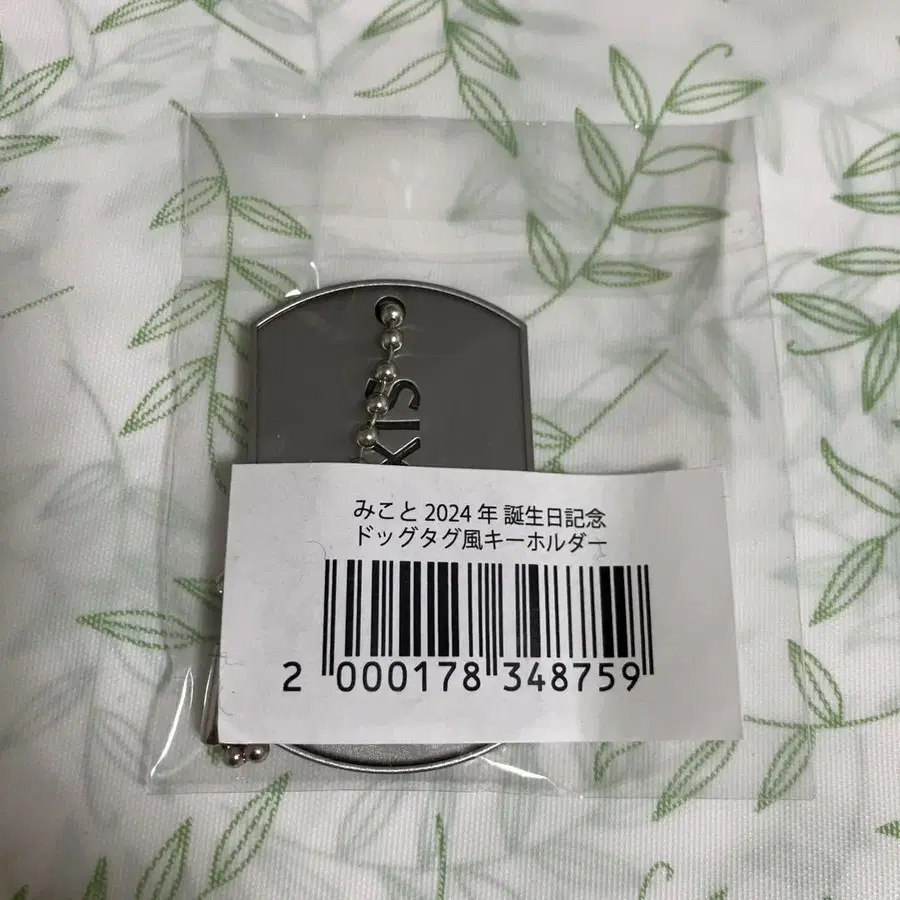 SIX
みこと 2024 年 誕生日記念
ドッグタグ風キーホルダー
2 000178 348759